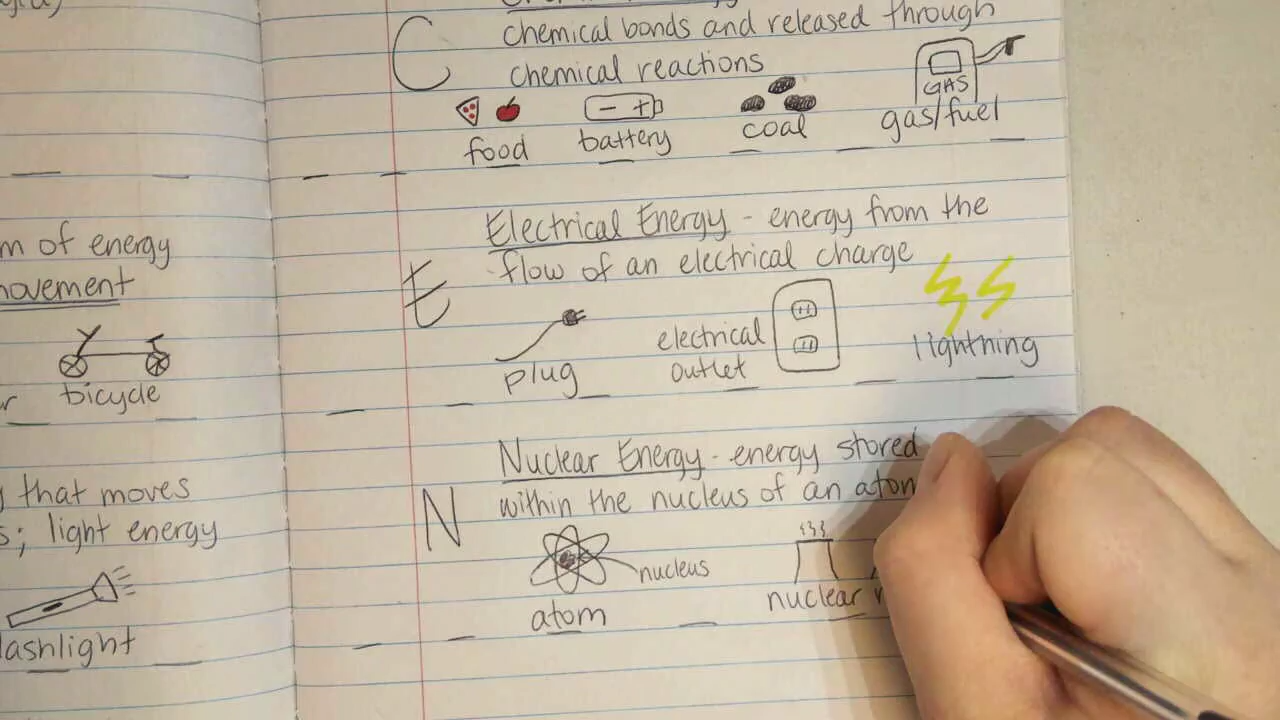 m of energy
movement
bicycle
that moves
s; light energy
lashlight
C
chemical bonds and released through
chemical reactions
- +
GAS
food battery coal gas/fuel
E
Electrical Energy - energy from the
flow of an electrical charge
plug
electrical
outlet
lightning
N
Nuclear Energy - energy stored
within the nucleus of an atom
nucleus
atom
nuclear